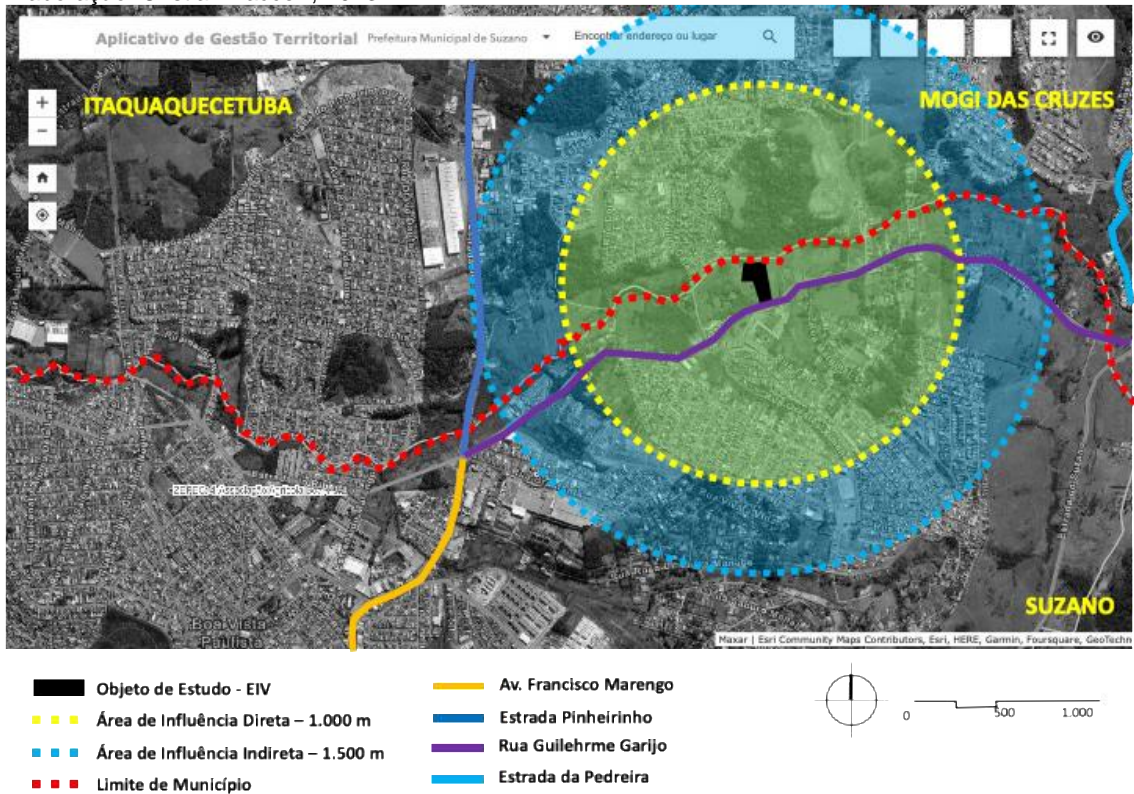 Aplicativo de Gestão Territorial Prefeitura Municipal de Suzano Encontrar endereço ou lugar
ITAQUAQUECETUBA
MOGI DAS CRUZES
Boa Vista
Paulista
SUZANO
Maxar | Esri Community Maps Contributors, Esri, HERE, Garmin, Foursquare, GeoTechn
Objeto de Estudo - EIV
Área de Influência Direta – 1.000 m
Área de Influência Indireta – 1.500 m
Limite de Município
Av. Francisco Marengo
Estrada Pinheirinho
Rua Guilehrme Garijo
Estrada da Pedreira
0 500 1.000